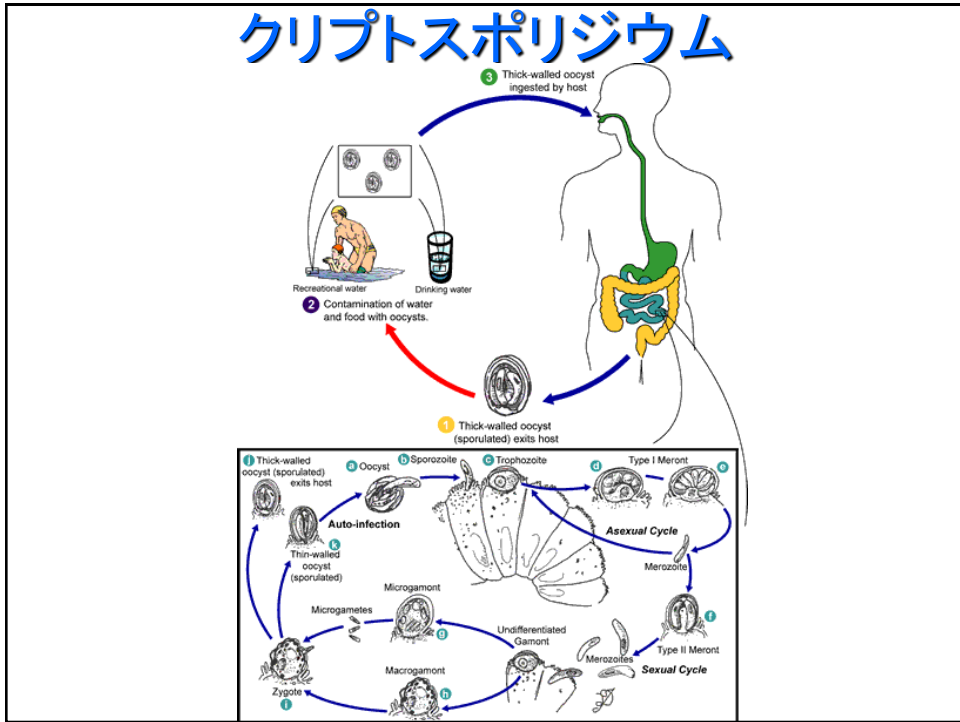 クリプトスポリジウム
3 Thick-walled oocyst
ingested by host
Recreational water
Drinking water
2 Contamination of water
and food with oocysts.
1 Thick-walled oocyst
(sporulated) exits host
j Thick-walled
oocyst (sporulated)
exits host
a Oocyst
b Sporozoite
c Trophozoite
d
Type I Meront
e
Auto-infection
k
Thin-walled
oocyst
(sporulated)
Asexual Cycle
Merozoite
f
Type II Meront
Merozoites
Sexual Cycle
Undifferentiated
Gamont
Microgamont
g
Microgametes
Macrogamont
h
Zygote
i